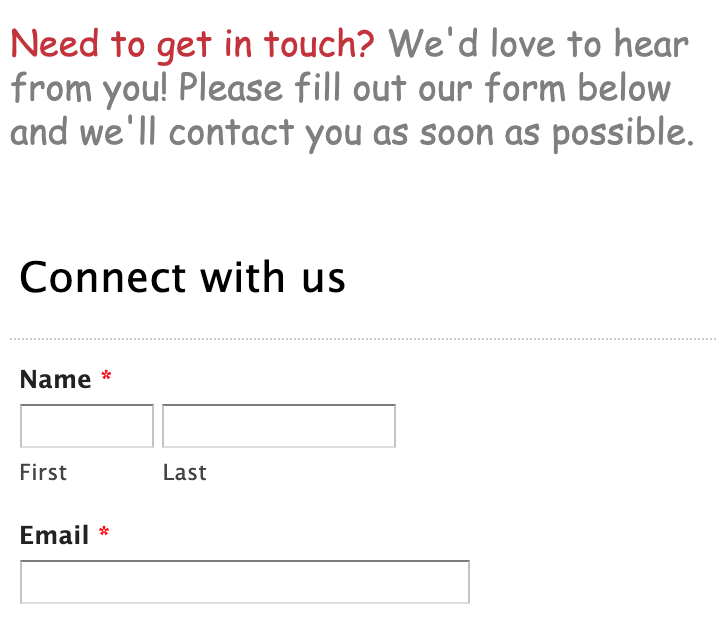 Need to get in touch? We'd love to hear
from you! Please fill out our form below
and we'll contact you as soon as possible.
Connect with us
Name *
First Last
Email *